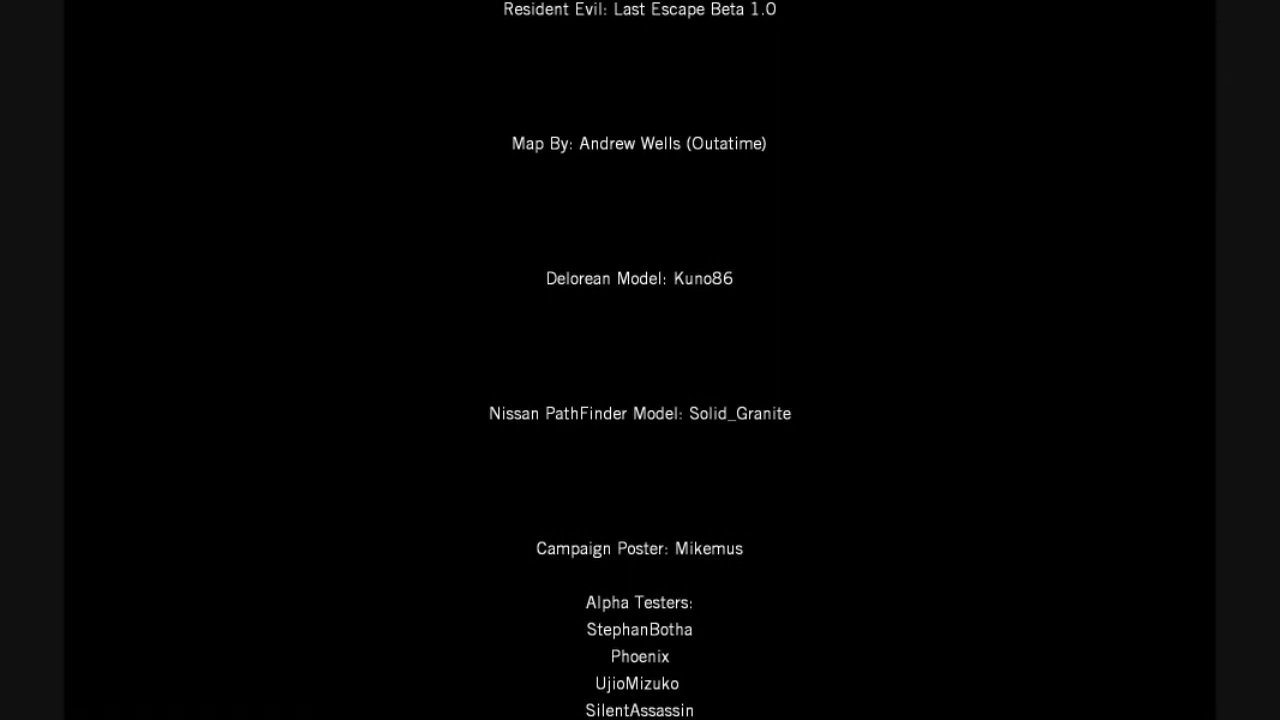 Resident Evil: Last Escape Beta 1.0
Map By: Andrew Wells (Outatime)
Delorean Model: Kuno86
Nissan PathFinder Model: Solid_Granite
Campaign Poster: Mikemus
Alpha Testers:
StephanBotha
Phoenix
UjioMizuko
SilentAssassin